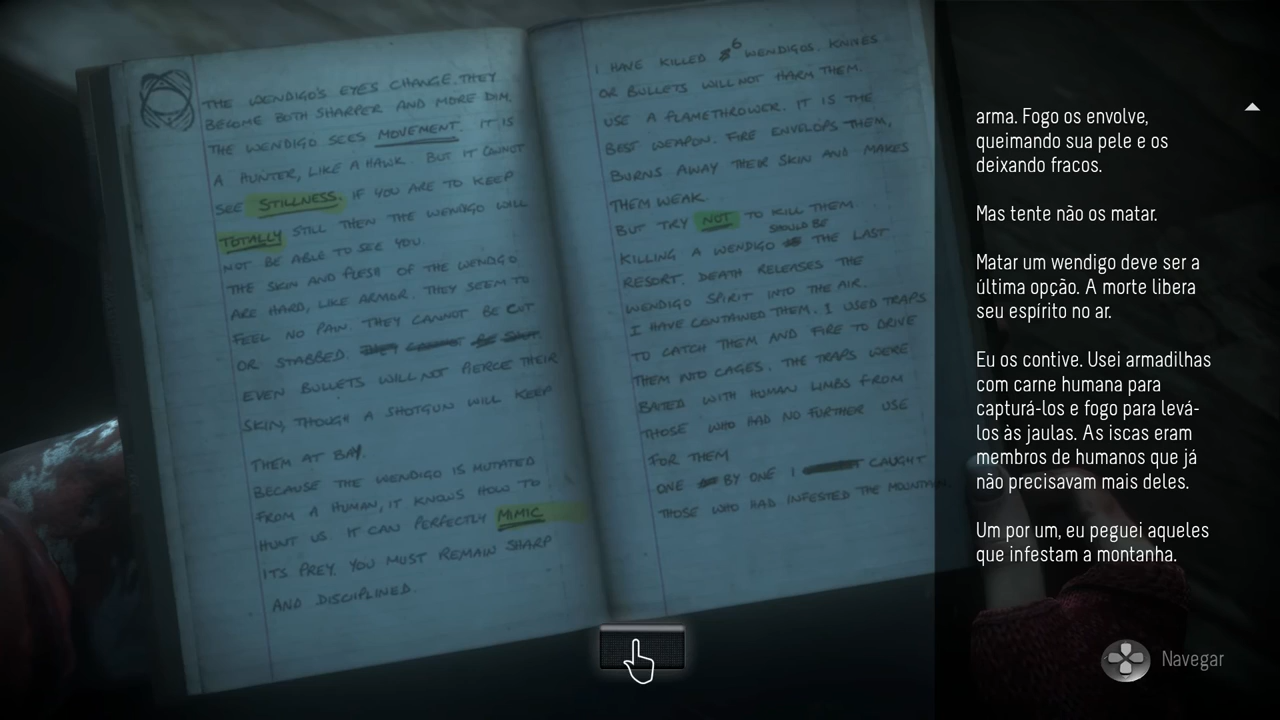 THE WENDIGO'S EYES CHANGE. THEY
BECOME BOTH SHARPER AND MORE DIM.
THE WENDIGO SEES MOVEMENT. IT IS
A HUNTER, LIKE A HAWK. BUT IT CANNOT
SEE STILLNESS. IF YOU ARE TO KEEP
TOTALLY STILL THEN THE WENDIGO WILL
NOT BE ABLE TO SEE YOU
THE SKIN AND FLESH OF THE WENDIGO
ARE HARD, LIKE ARMOR. THEY SEEM TO
FEEL NO PAIN. THEY CANNOT BE CUT
OR STABBED. THEY CANNOT BE SHOT.
EVEN BULLETS WILL NOT PIERCE THEIR
SKIN, THOUGH A SHOTGUN WILL KEEP
THEM AT BAY.
BECAUSE THE WENDIGO IS MUTATED
FROM A HUMAN, IT KNOWS HOW TO
HUNT US. IT CAN PERFECTLY MIMIC
ITS PREY. YOU MUST REMAIN SHARP
AND DISCIPLINED.
I HAVE KILLED 6 WENDIGOS. KNIVES
OR BULLETS WILL NOT HARM THEM.
USE A FLAMETHROWER. IT IS THE
BEST WEAPON. FIRE ENVELOPS THEM,
BURNS AWAY THEIR SKIN AND MAKES
THEM WEAK.
BUT TRY NOT TO KILL THEM
SHOULD BE
KILLING A WENDIGO THE LAST
RESORT. DEATH RELEASES THE
WENDIGO SPIRIT INTO THE AIR.
I HAVE CONTAINED THEM. I USED TRAPS
TO CATCH THEM AND FIRE TO DRIVE
THEM INTO CAGES. THE TRAPS WERE
BAITED WITH HUMAN LIMBS FROM
THOSE WHO HAD NO FURTHER USE
FOR THEM
ONE BY ONE I CAUGHT
THOSE WHO HAD INFESTED THE MOUNTAIN.
arma. Fogo os envolve,
queimando sua pele e os
deixando fracos.
Mas tente não os matar.
Matar um wendigo deve ser a
última opção. A morte libera
seu espírito no ar.
Eu os contive. Usei armadilhas
com carne humana para
capturá-los e fogo para levá-
los às jaulas. As iscas eram
membros de humanos que já
não precisavam mais deles.
Um por um, eu peguei aqueles
que infestam a montanha.
Navegar